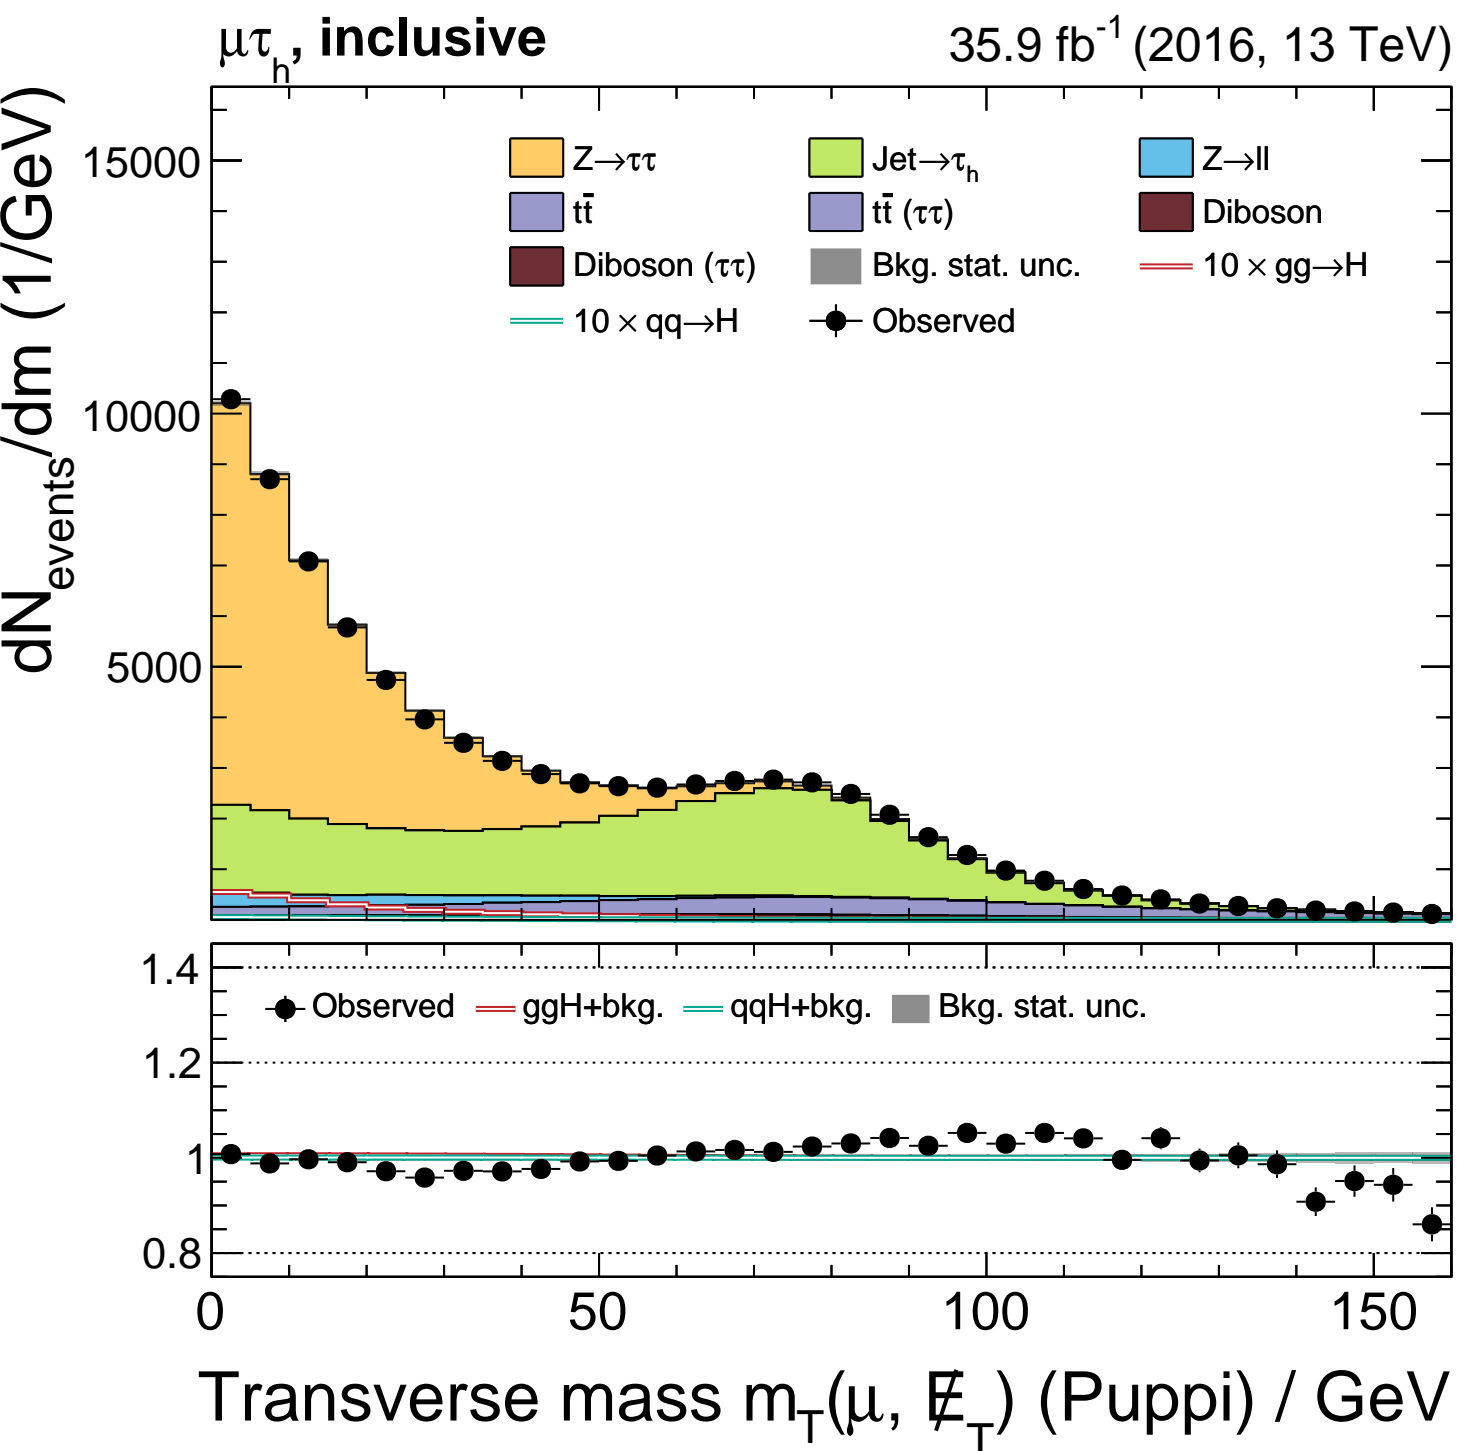 μτh, inclusive 35.9 fb-1 (2016, 13 TeV)
dNevents/dm (1/GeV)
15000
10000
5000
Z→ττ Jet→τh Z→ll
tt̄ tt̄ (ττ) Diboson
Diboson (ττ) Bkg. stat. unc. 10 × gg→H
10 × qq→H Observed
1.4
1.2
1
0.8
Observed ggH+bkg. qqH+bkg. Bkg. stat. unc.
0 50 100 150
Transverse mass mT(μ, E̸T) (Puppi) / GeV